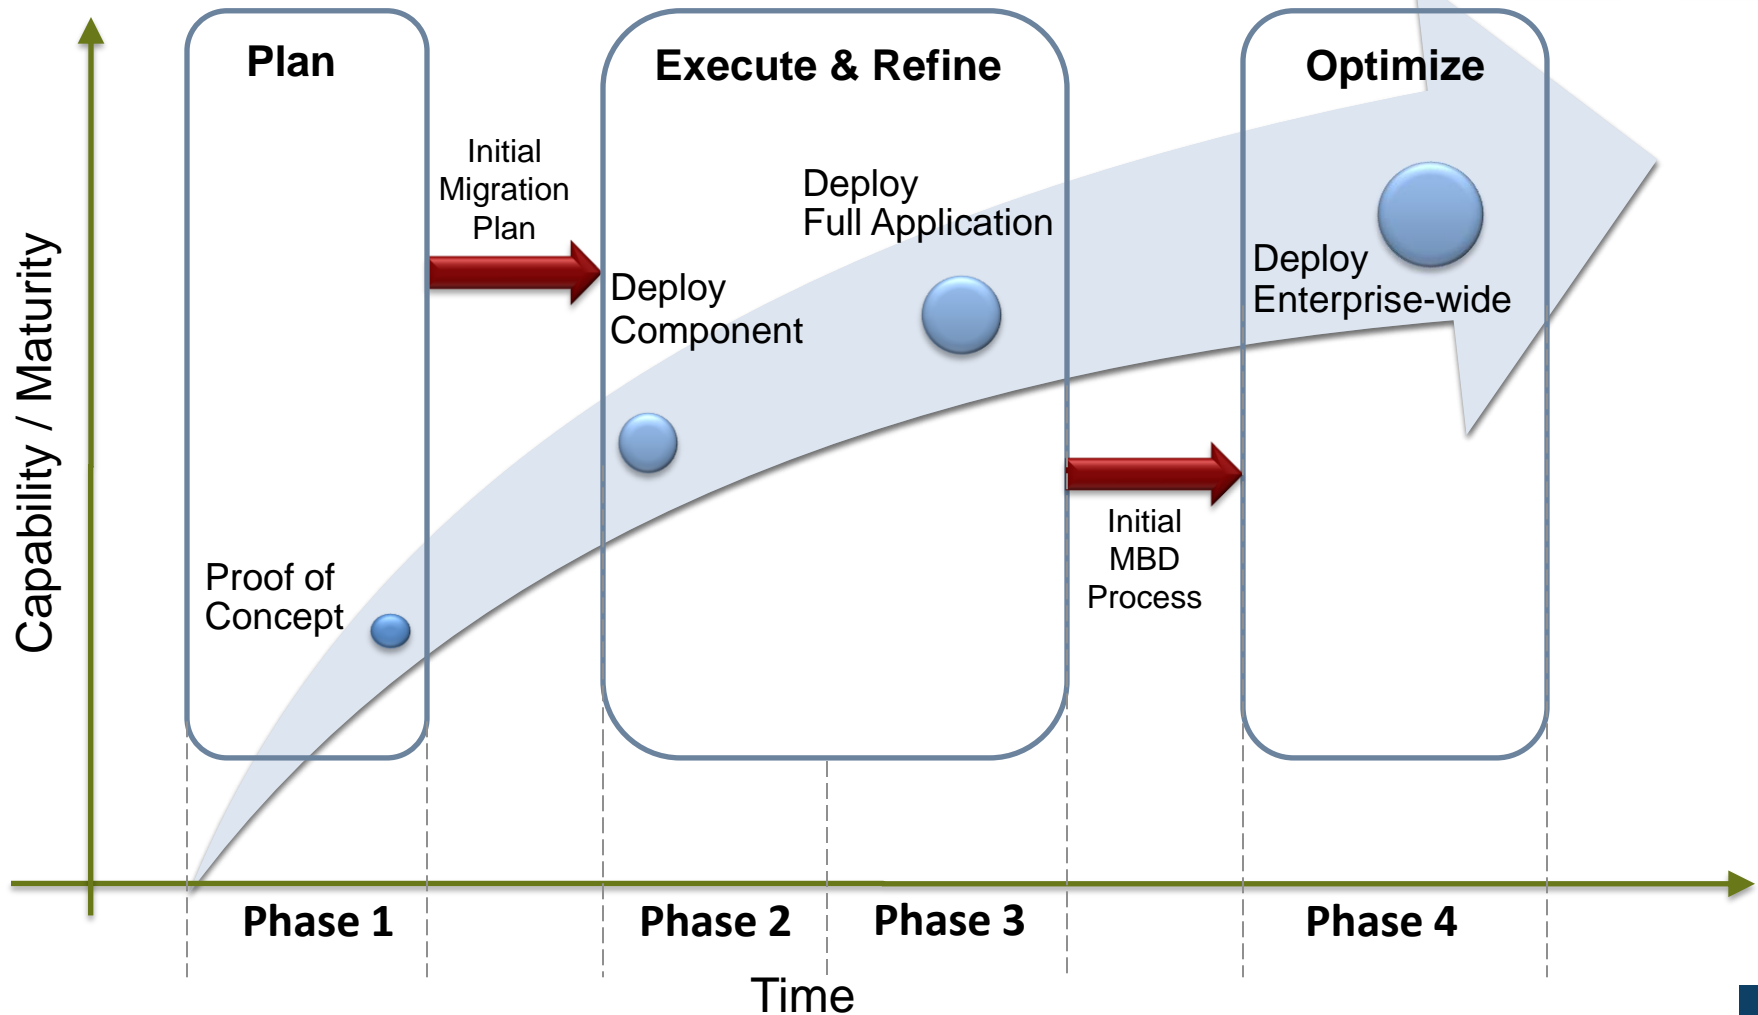 Plan
Execute & Refine
Optimize
Initial
Migration
Plan
Deploy
Full Application
Deploy
Component
Deploy
Enterprise-wide
Capability / Maturity
Proof of
Concept
Initial
MBD
Process
Phase 1
Phase 2
Phase 3
Phase 4
Time